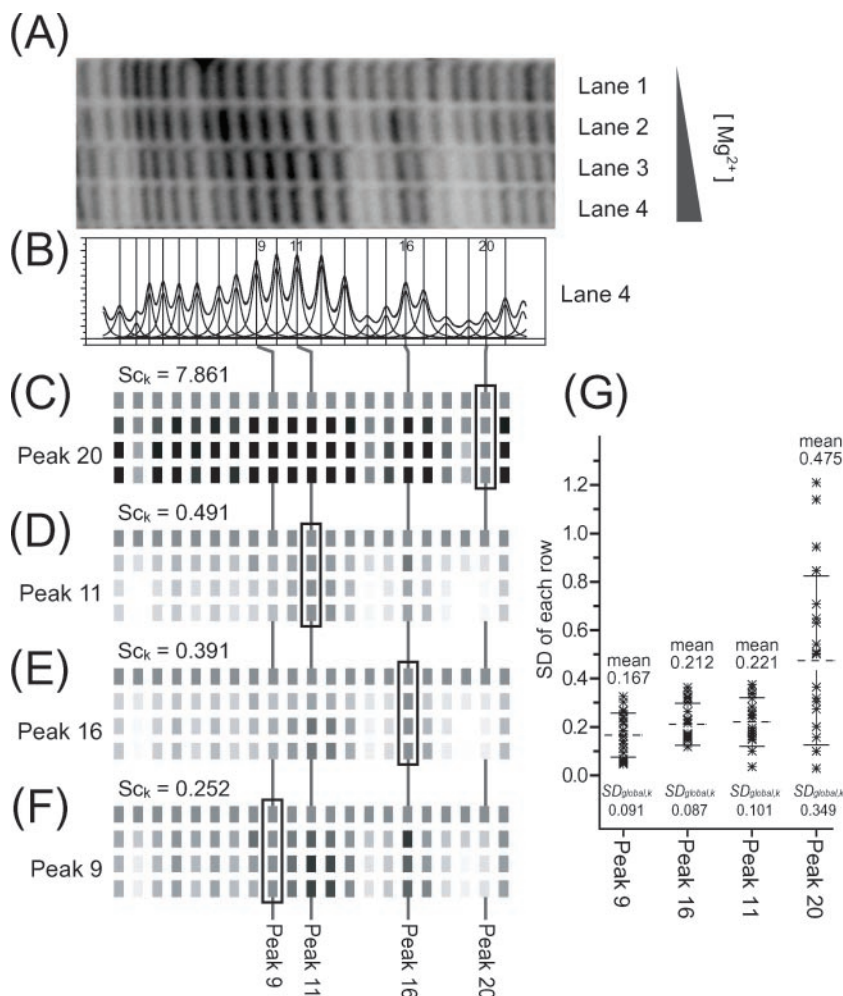 (A)
Lane 1
Lane 2
Lane 3
Lane 4
[ Mg2+ ]
(B)
9 11 16 20
Lane 4
(C)
Sck = 7.861
Peak 20
(D)
Sck = 0.491
Peak 11
(E)
Sck = 0.391
Peak 16
(F)
Sck = 0.252
Peak 9
Peak 9
Peak 11
Peak 16
Peak 20
(G)
SD of each row
1.2
1.0
0.8
0.6
0.4
0.2
0.0
mean
0.167
mean
0.212
mean
0.221
mean
0.475
SDglobal,k
0.091
SDglobal,k
0.087
SDglobal,k
0.101
SDglobal,k
0.349
Peak 9
Peak 16
Peak 11
Peak 20